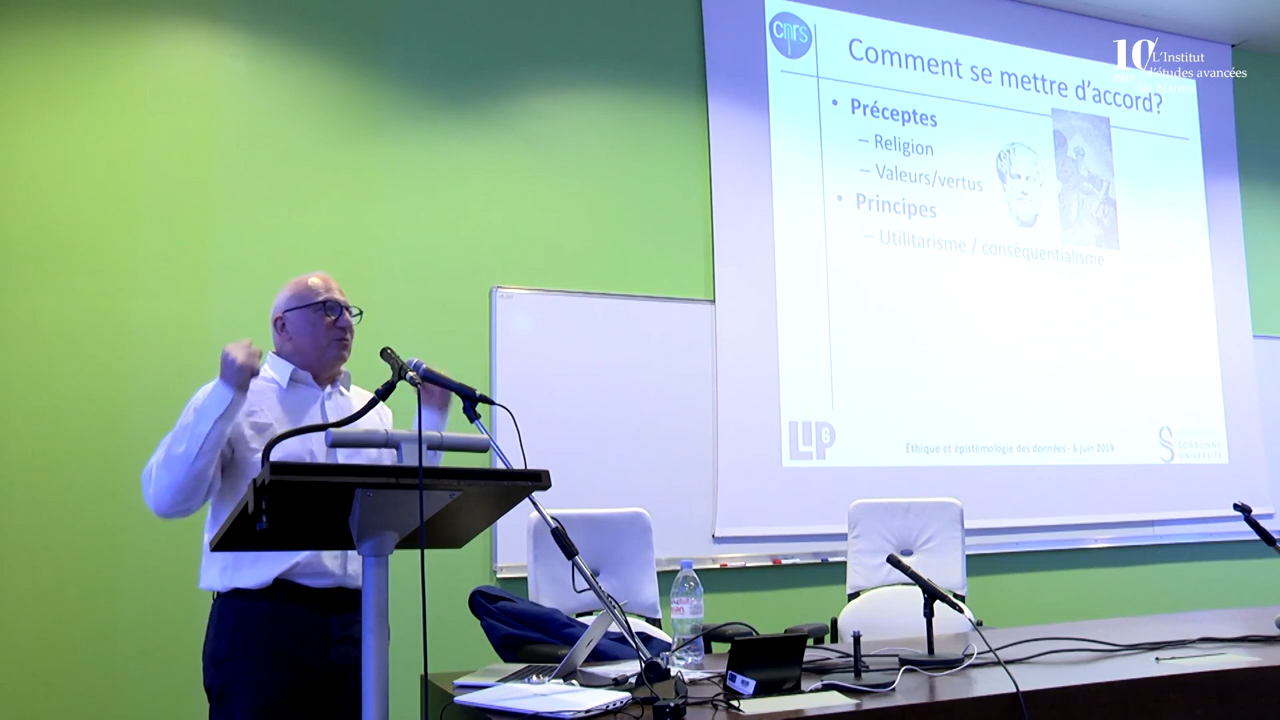 cnrs
Comment se mettre d'accord?
10
L'Institut
d'études avancées
• Préceptes
– Religion
– Valeurs/vertus
• Principes
– Utilitarisme / conséquentialisme
LIP6
Éthique et épistémologie des données - 6 juin 2019
SORBONNE
UNIVERSITÉ